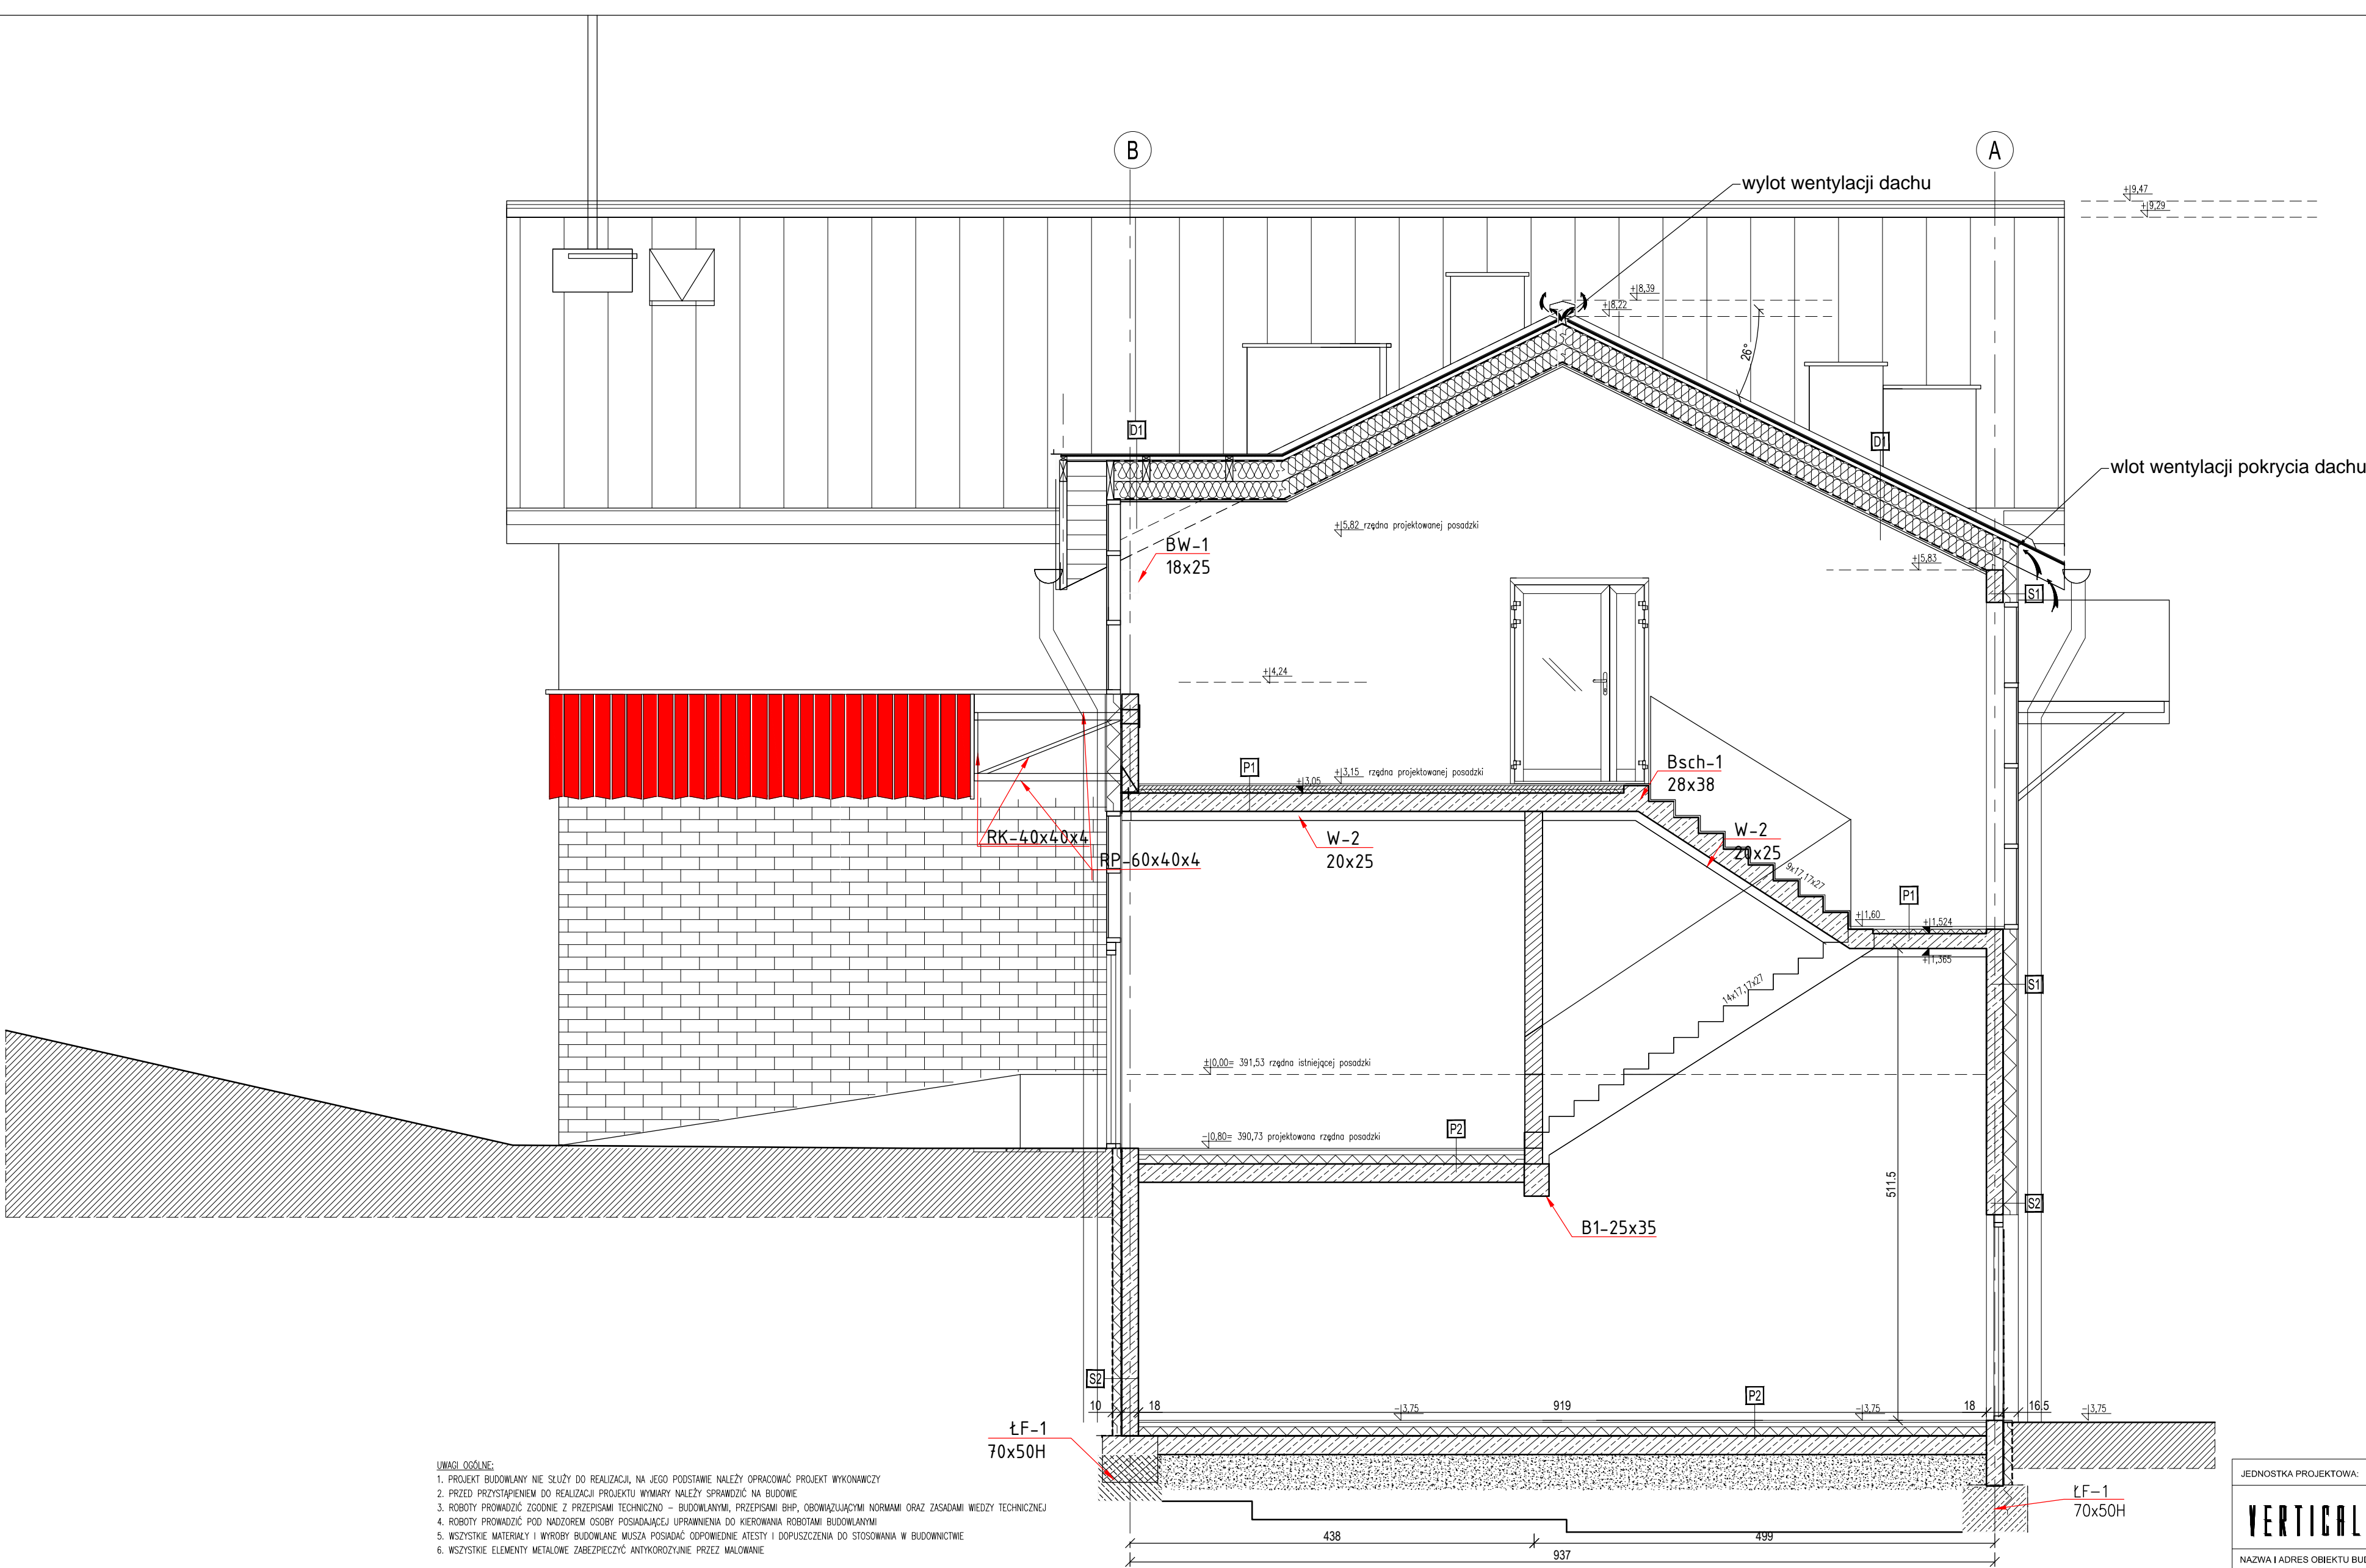 B
A
wylot wentylacji dachu
+9,47
+9,29
+8,39
+8,22
26°
D1
D1
wlot wentylacji pokrycia dachu
+5,82 rzędna projektowanej posadzki
BW-1
18x25
+5,83
S1
+4,24
P1
+3,15 rzędna projektowanej posadzki
+3,05
Bsch-1
28x38
RK-40x40x4
RP-60x40x4
W-2
20x25
W-2
20x25
9x17,17x27
P1
+1,60
+1,524
+1,365
S1
14x17,17x27
±0,00= 391,53 rzędna istniejącej posadzki
-0,80= 390,73 projektowana rzędna posadzki
P2
511.5
S2
B1-25x35
S2
P2
10
18
-3,75
919
-3,75
18
16.5
-3,75
ŁF-1
70x50H
ŁF-1
70x50H
438
499
937
UWAGI OGÓLNE:
1. PROJEKT BUDOWLANY NIE SŁUŻY DO REALIZACJI, NA JEGO PODSTAWIE NALEŻY OPRACOWAĆ PROJEKT WYKONAWCZY
2. PRZED PRZYSTĄPIENIEM DO REALIZACJI PROJEKTU WYMIARY NALEŻY SPRAWDZIĆ NA BUDOWIE
3. ROBOTY PROWADZIĆ ZGODNIE Z PRZEPISAMI TECHNICZNO – BUDOWLANYMI, PRZEPISAMI BHP, OBOWIĄZUJĄCYMI NORMAMI ORAZ ZASADAMI WIEDZY TECHNICZNEJ
4. ROBOTY PROWADZIĆ POD NADZOREM OSOBY POSIADAJĄCEJ UPRAWNIENIA DO KIEROWANIA ROBOTAMI BUDOWLANYMI
5. WSZYSTKIE MATERIAŁY I WYROBY BUDOWLANE MUSZA POSIADAĆ ODPOWIEDNIE ATESTY I DOPUSZCZENIA DO STOSOWANIA W BUDOWNICTWIE
6. WSZYSTKIE ELEMENTY METALOWE ZABEZPIECZYĆ ANTYKOROZYJNIE PRZEZ MALOWANIE
JEDNOSTKA PROJEKTOWA:
VERTICAL
NAZWA I ADRES OBIEKTU